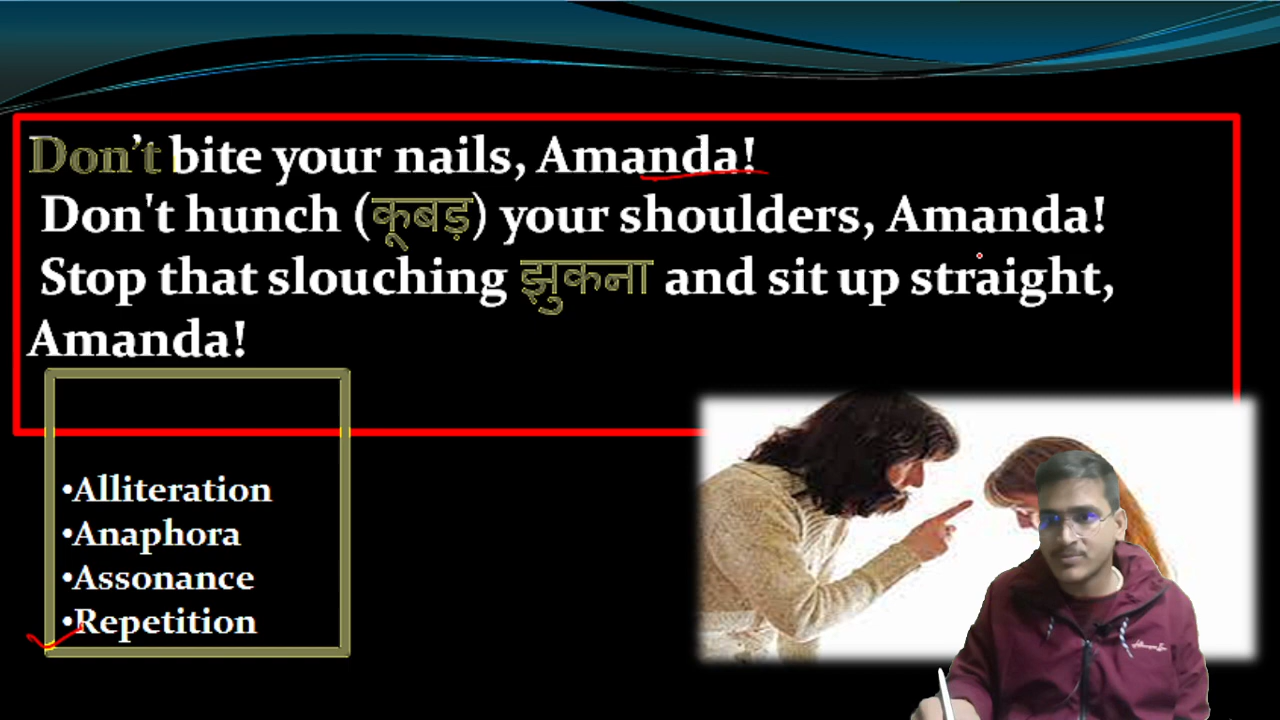 Don’t bite your nails, Amanda!
Don't hunch (कूबड़) your shoulders, Amanda!
Stop that slouching झुकना and sit up straight,
Amanda!
•Alliteration
•Anaphora
•Assonance
•Repetition